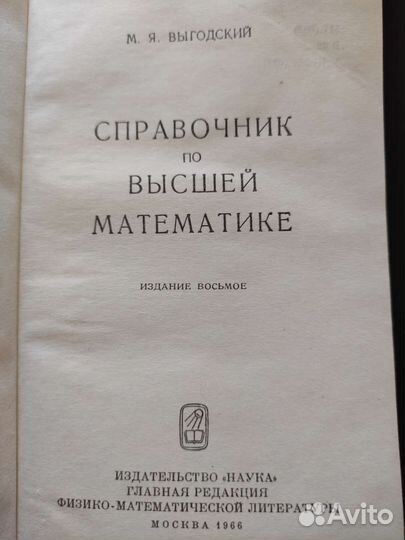 М. Я. ВЫГОДСКИЙ
СПРАВОЧНИК
ПО
ВЫСШЕЙ
МАТЕМАТИКЕ
ИЗДАНИЕ ВОСЬМОЕ
ИЗДАТЕЛЬСТВО «НАУКА»
ГЛАВНАЯ РЕДАКЦИЯ
ФИЗИКО-МАТЕМАТИЧЕСКОЙ ЛИТЕРАТУРЫ
МОСКВА 1966
Avito